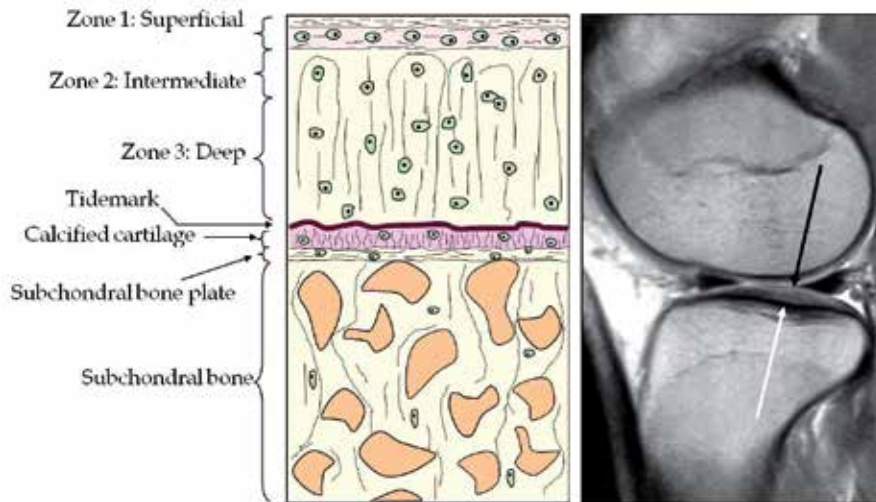 Zone 1: Superficial
Zone 2: Intermediate
Zone 3: Deep
Tidemark
Calcified cartilage
Subchondral bone plate
Subchondral bone